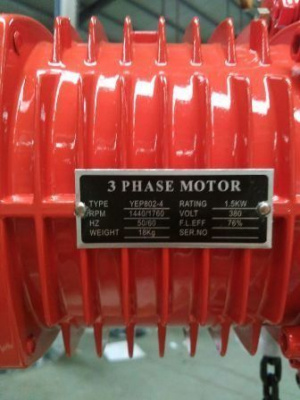 3 PHASE MOTOR
TYPE YEP802-4 RATING 1.5KW
RPM 1440/1760 VOLT 380
HZ 50/60 F.L.EFF 76%
WEIGHT 18Kg SER.NO